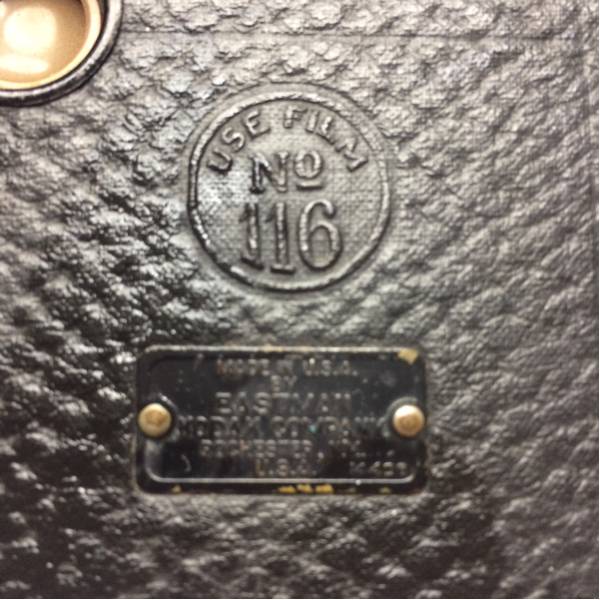 USE FILM
Nº
116
MADE IN U.S.A.
BY
EASTMAN
KODAK COMPANY
ROCHESTER, N.Y.
U.S.A.